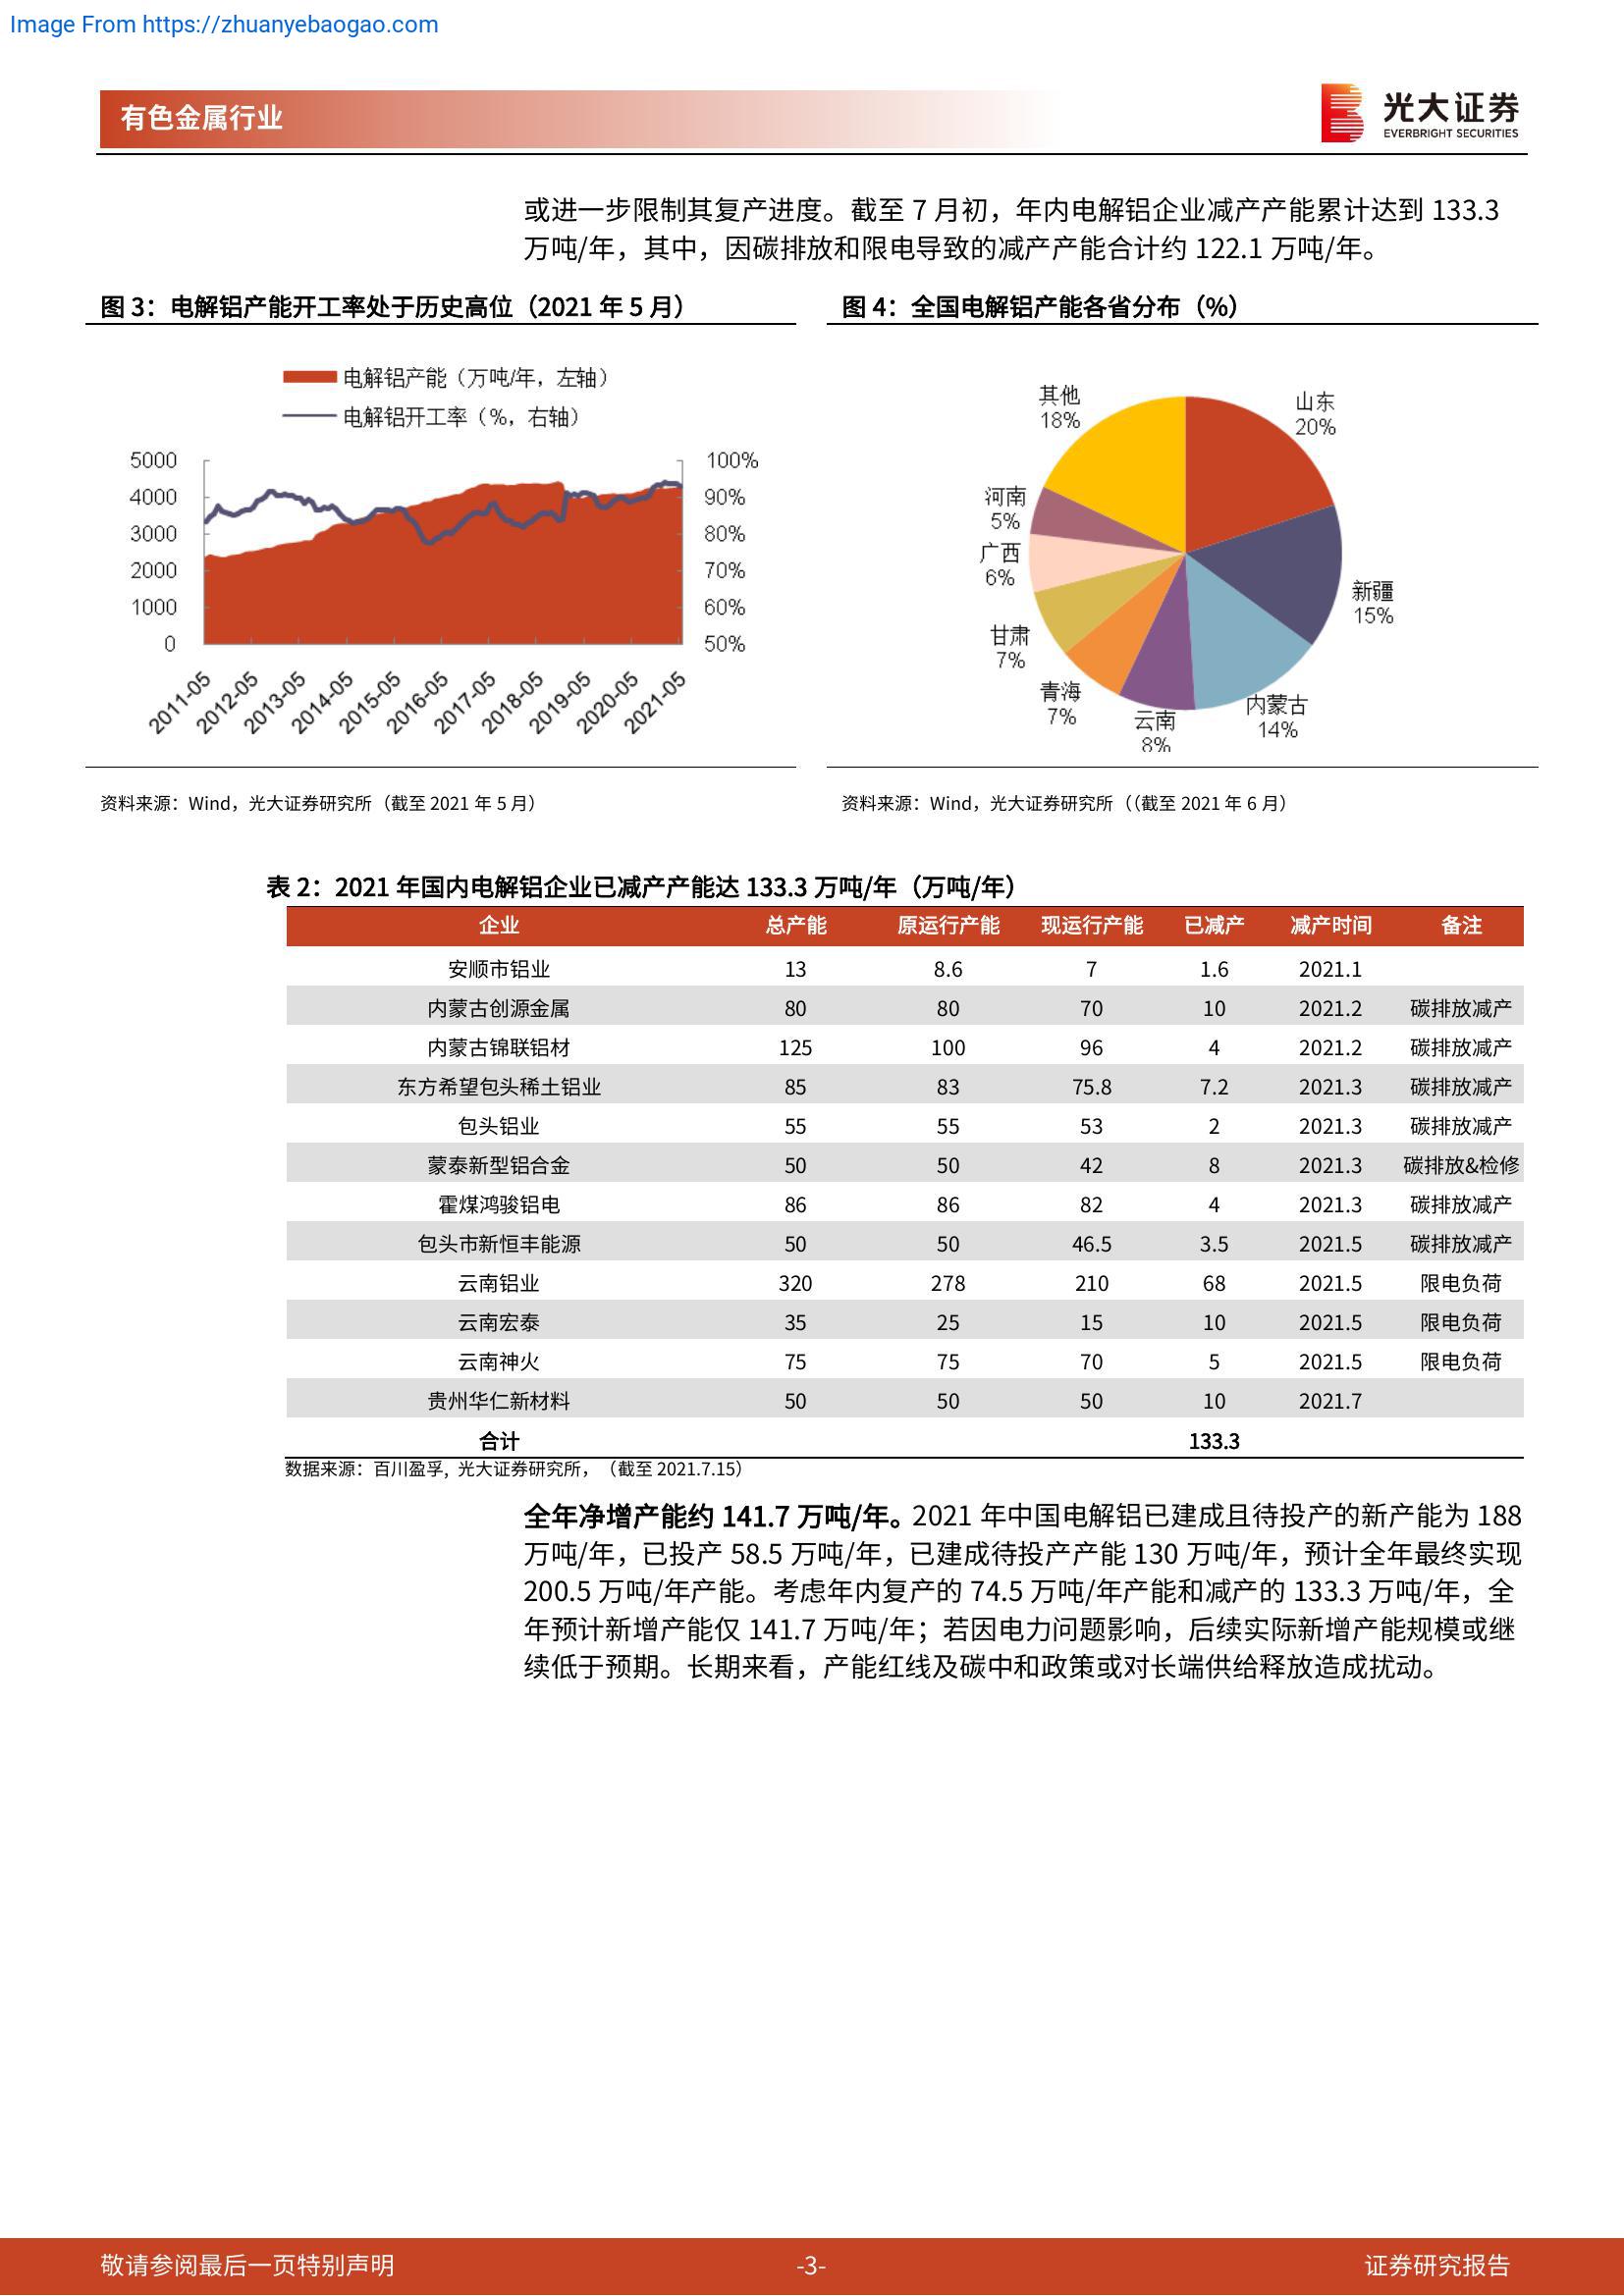 Image From https://zhuanyebaogao.com
有色金属行业
光大证券
EVERBRIGHT SECURITIES
或进一步限制其复产进度。截至 7 月初，年内电解铝企业减产产能累计达到 133.3
万吨/年，其中，因碳排放和限电导致的减产产能合计约 122.1 万吨/年。
图 3：电解铝产能开工率处于历史高位（2021 年 5 月）
电解铝产能（万吨/年，左轴）
电解铝开工率（%，右轴）
5000
4000
3000
2000
1000
0
100%
90%
80%
70%
60%
50%
2011-05
2012-05
2013-05
2014-05
2015-05
2016-05
2017-05
2018-05
2019-05
2020-05
2021-05
资料来源：Wind，光大证券研究所（截至 2021 年 5 月）
图 4：全国电解铝产能各省分布（%）
山东
20%
新疆
15%
内蒙古
14%
云南
8%
青海
7%
甘肃
7%
广西
6%
河南
5%
其他
18%
资料来源：Wind，光大证券研究所（（截至 2021 年 6 月）
表 2：2021 年国内电解铝企业已减产产能达 133.3 万吨/年（万吨/年）
企业 总产能 原运行产能 现运行产能 已减产 减产时间 备注
安顺市铝业 13 8.6 7 1.6 2021.1
内蒙古创源金属 80 80 70 10 2021.2 碳排放减产
内蒙古锦联铝材 125 100 96 4 2021.2 碳排放减产
东方希望包头稀土铝业 85 83 75.8 7.2 2021.3 碳排放减产
包头铝业 55 55 53 2 2021.3 碳排放减产
蒙泰新型铝合金 50 50 42 8 2021.3 碳排放&检修
霍煤鸿骏铝电 86 86 82 4 2021.3 碳排放减产
包头市新恒丰能源 50 50 46.5 3.5 2021.5 碳排放减产
云南铝业 320 278 210 68 2021.5 限电负荷
云南宏泰 35 25 15 10 2021.5 限电负荷
云南神火 75 75 70 5 2021.5 限电负荷
贵州华仁新材料 50 50 50 10 2021.7
合计 133.3
数据来源：百川盈孚, 光大证券研究所，（截至 2021.7.15）
全年净增产能约 141.7 万吨/年。2021 年中国电解铝已建成且待投产的新产能为 188
万吨/年，已投产 58.5 万吨/年，已建成待投产产能 130 万吨/年，预计全年最终实现
200.5 万吨/年产能。考虑年内复产的 74.5 万吨/年产能和减产的 133.3 万吨/年，全
年预计新增产能仅 141.7 万吨/年；若因电力问题影响，后续实际新增产能规模或继
续低于预期。长期来看，产能红线及碳中和政策或对长端供给释放造成扰动。
敬请参阅最后一页特别声明
-3-
证券研究报告